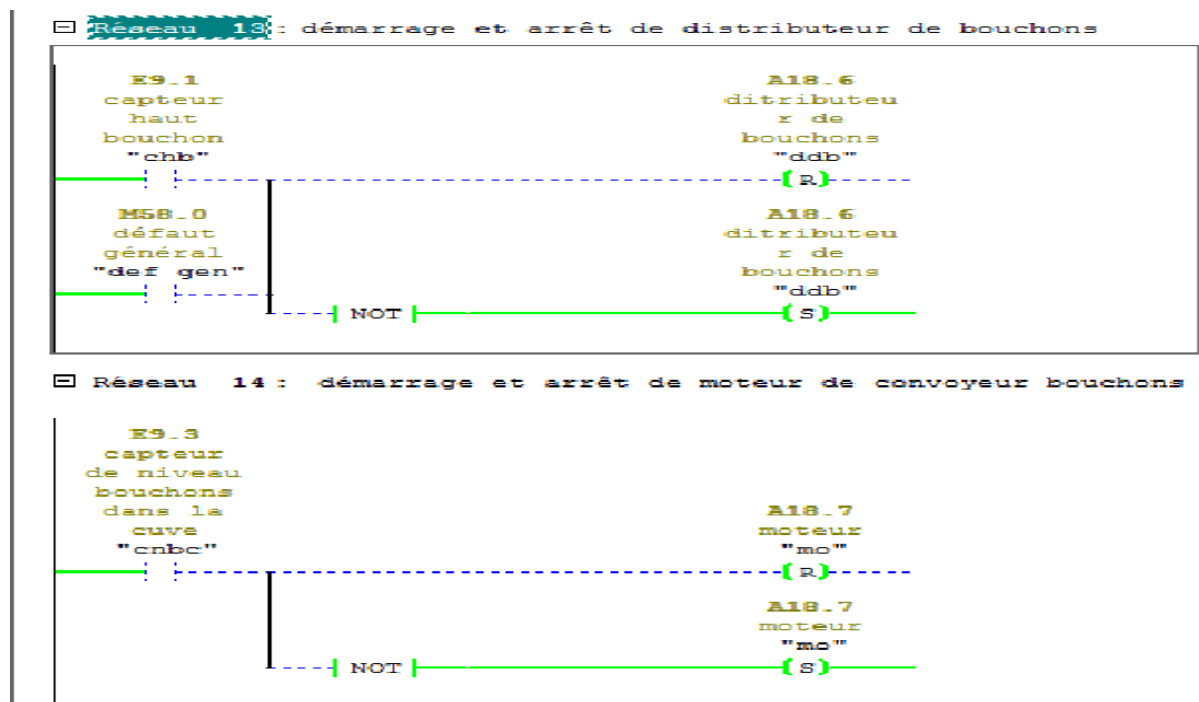 Réseau 13 : démarrage et arrêt de distributeur de bouchons
E9.1
capteur
haut
bouchon
"chb"
A18.6
ditributeu
r de
bouchons
"ddb"
R
M58.0
défaut
général
"def gen"
A18.6
ditributeu
r de
bouchons
"ddb"
NOT
S
Réseau 14 : démarrage et arrêt de moteur de convoyeur bouchons
E9.3
capteur
de niveau
bouchons
dans la
cuve
"cnbc"
A18.7
moteur
"mo"
R
A18.7
moteur
"mo"
NOT
S